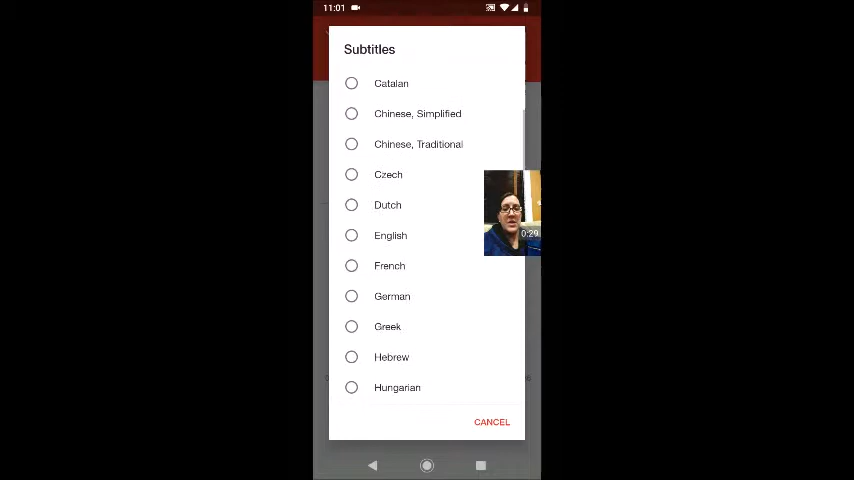 11:01
Subtitles
Catalan
Chinese, Simplified
Chinese, Traditional
Czech
Dutch
English
0:29
French
German
Greek
Hebrew
Hungarian
CANCEL